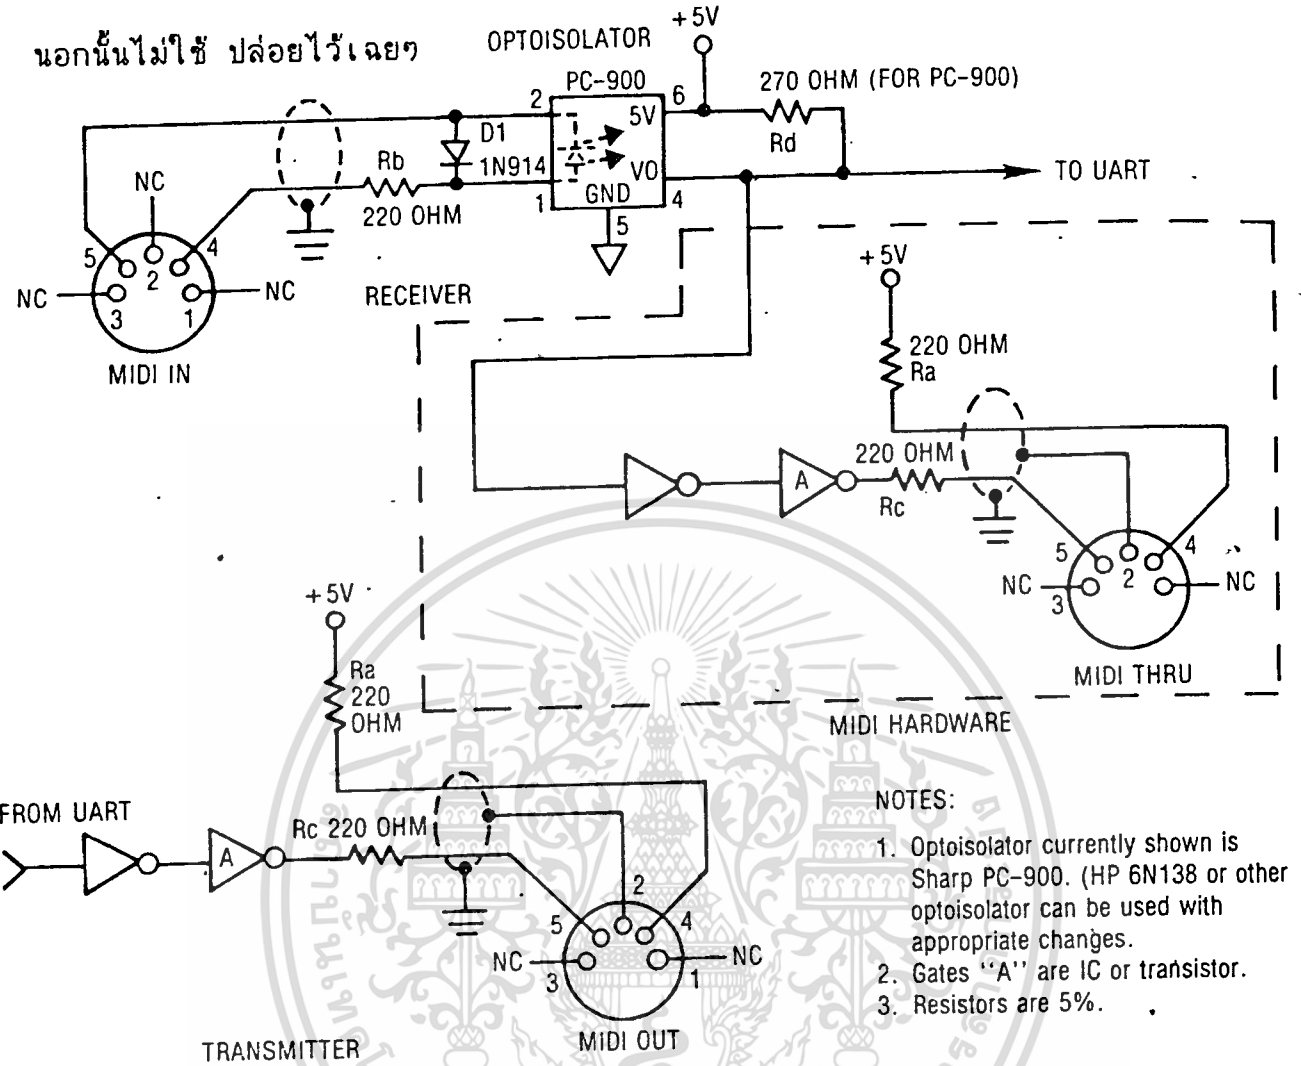 นอกนั้นไม่ใช้ ปล่อยไว้เฉยๆ
OPTOISOLATOR
+5V
PC-900
270 OHM (FOR PC-900)
2
6
5V
D1
Rd
1N914
Rb
VO
TO UART
NC
220 OHM
1
GND
4
5
5
4
2
NC
NC
3
1
RECEIVER
MIDI IN
+5V
220 OHM
Ra
220 OHM
A
Rc
5
4
2
NC
NC
3
MIDI THRU
MIDI HARDWARE
+5V
Ra
220
OHM
FROM UART
A
Rc 220 OHM
2
5
4
NC
NC
3
1
MIDI OUT
TRANSMITTER
NOTES:
1. Optoisolator currently shown is
Sharp PC-900. (HP 6N138 or other
optoisolator can be used with
appropriate changes.
2. Gates "A" are IC or transistor.
3. Resistors are 5%.